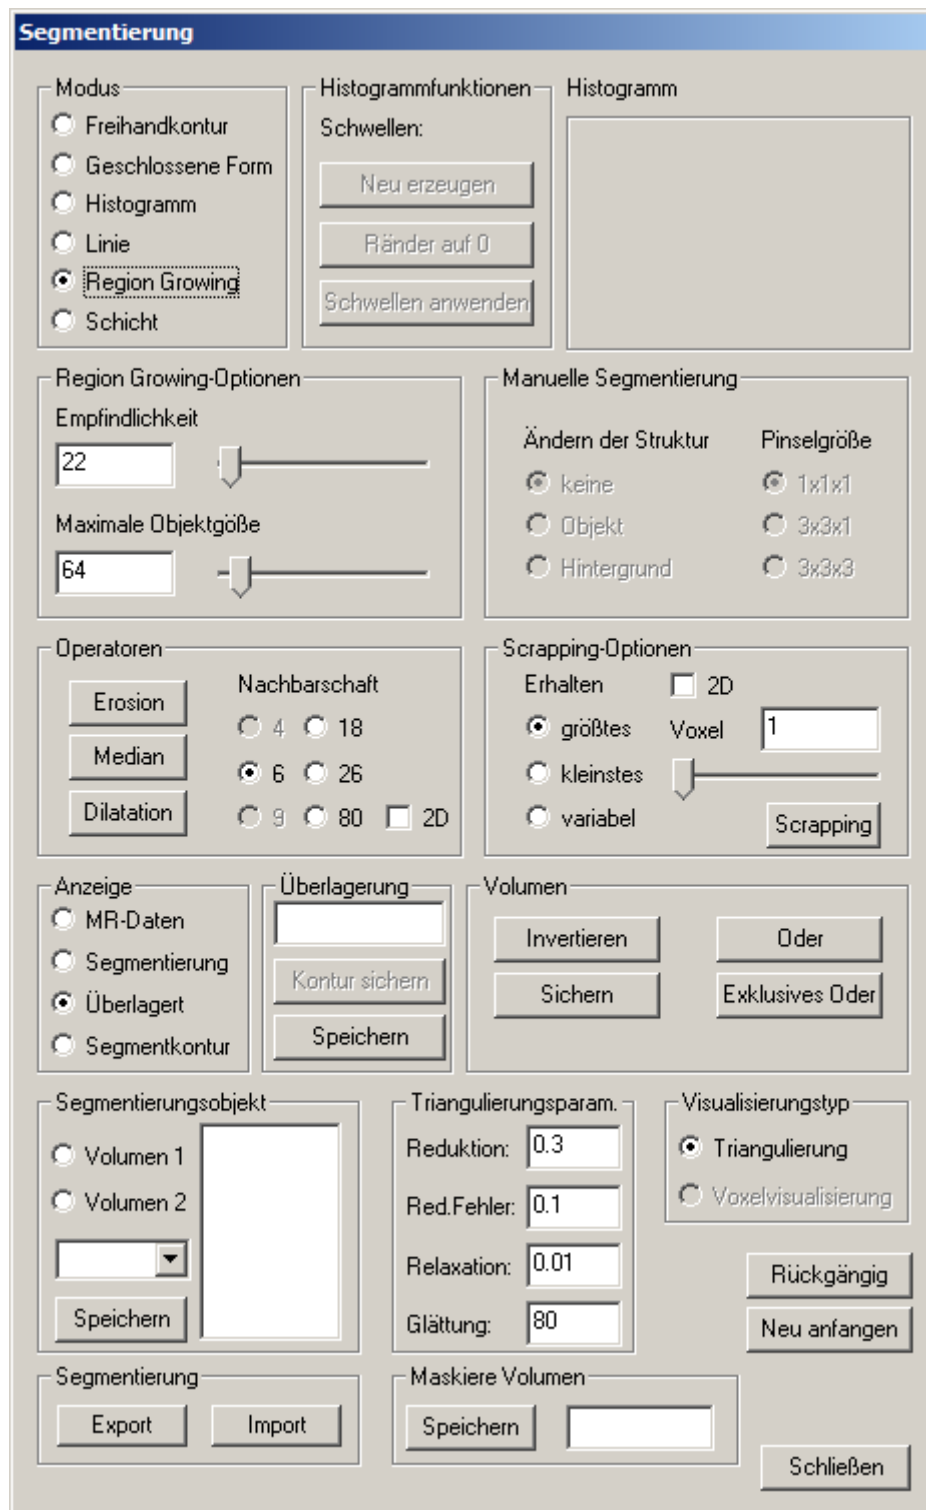 Segmentierung
Modus
Freihandkontur
Geschlossene Form
Histogramm
Linie
Region Growing
Schicht
Histogrammfunktionen
Schwellen:
Neu erzeugen
Ränder auf 0
Schwellen anwenden
Histogramm
Region Growing-Optionen
Empfindlichkeit
22
Maximale Objektgöße
64
Manuelle Segmentierung
Ändern der Struktur
keine
Objekt
Hintergrund
Pinselgröße
1x1x1
3x3x1
3x3x3
Operatoren
Erosion
Median
Dilatation
Nachbarschaft
4 18
6 26
9 80 2D
Scrapping-Optionen
Erhalten 2D
größtes Voxel 1
kleinstes
variabel Scrapping
Anzeige
MR-Daten
Segmentierung
Überlagert
Segmentkontur
Überlagerung
Kontur sichern
Speichern
Volumen
Invertieren Oder
Sichern Exklusives Oder
Segmentierungsobjekt
Volumen 1
Volumen 2
Speichern
Triangulierungsparam.
Reduktion: 0.3
Red.Fehler: 0.1
Relaxation: 0.01
Glättung: 80
Visualisierungstyp
Triangulierung
Voxelvisualisierung
Rückgängig
Neu anfangen
Segmentierung
Export Import
Maskiere Volumen
Speichern
Schließen